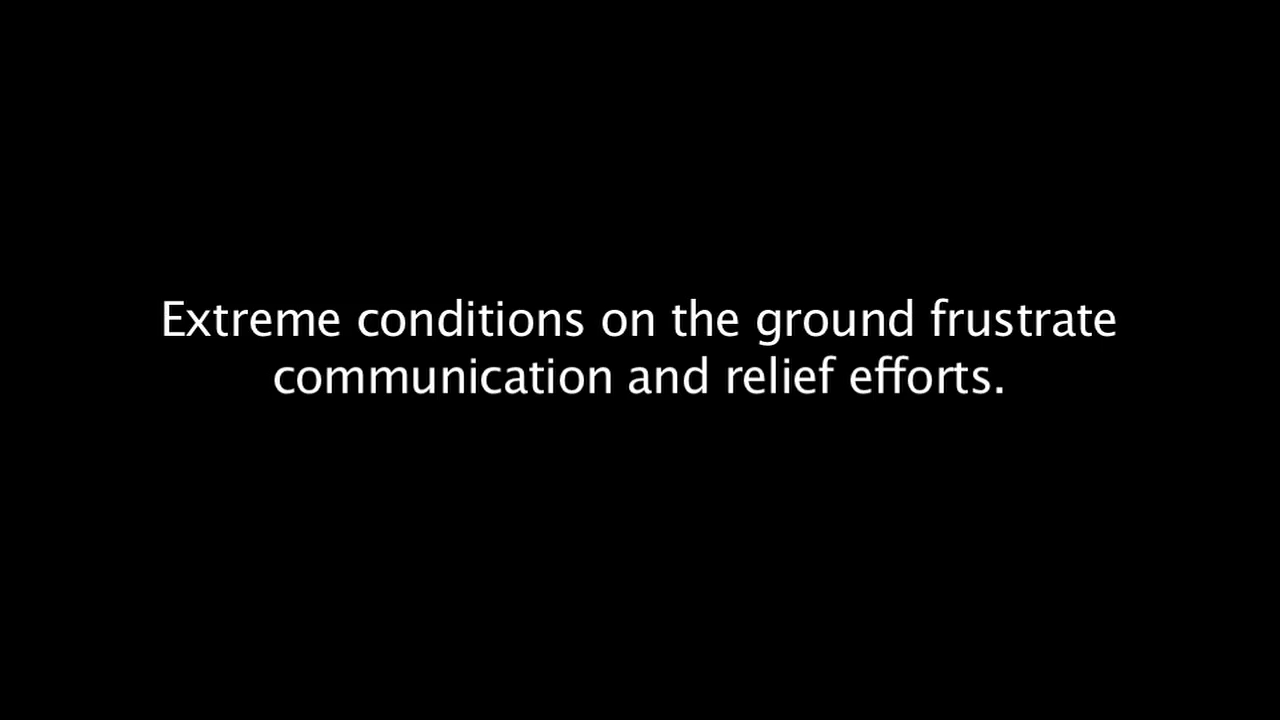 Extreme conditions on the ground frustrate
communication and relief efforts.